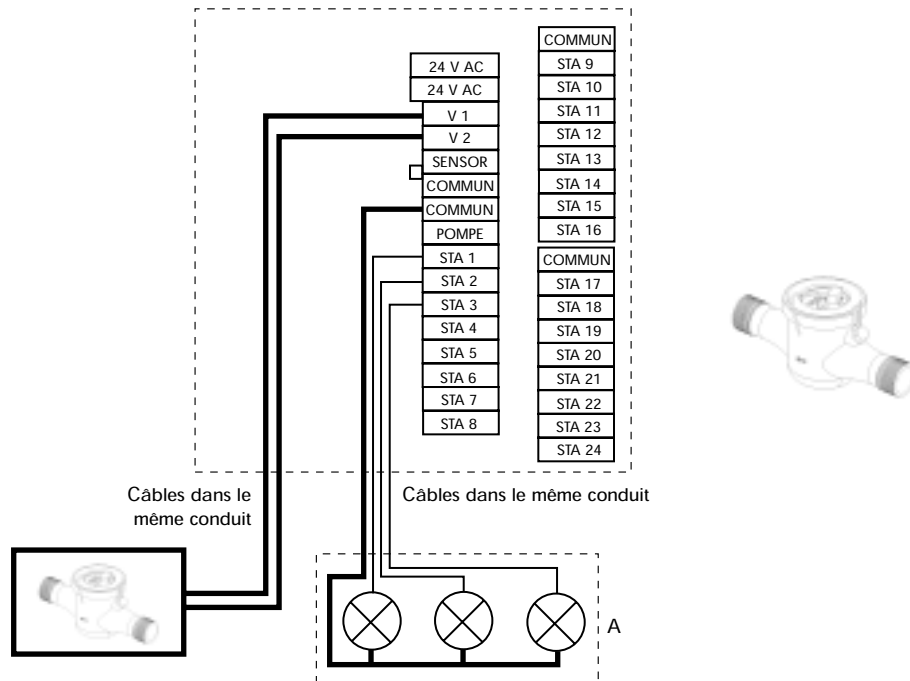 24 V AC
24 V AC
V 1
V 2
SENSOR
COMMUN
COMMUN
POMPE
STA 1
STA 2
STA 3
STA 4
STA 5
STA 6
STA 7
STA 8
COMMUN
STA 9
STA 10
STA 11
STA 12
STA 13
STA 14
STA 15
STA 16
COMMUN
STA 17
STA 18
STA 19
STA 20
STA 21
STA 22
STA 23
STA 24
Câbles dans le
même conduit
Câbles dans le même conduit
A